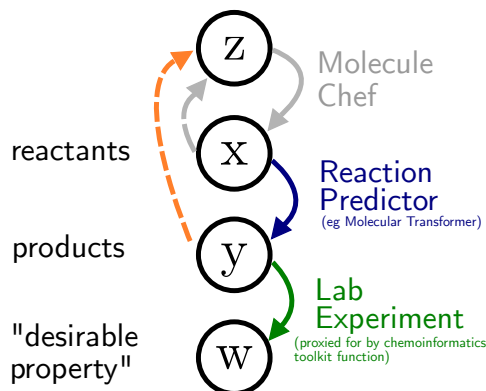 z
Molecule
Chef
reactants
x
Reaction
Predictor
(eg Molecular Transformer)
products
y
Lab
Experiment
(proxied for by chemoinformatics
toolkit function)
"desirable
property"
w